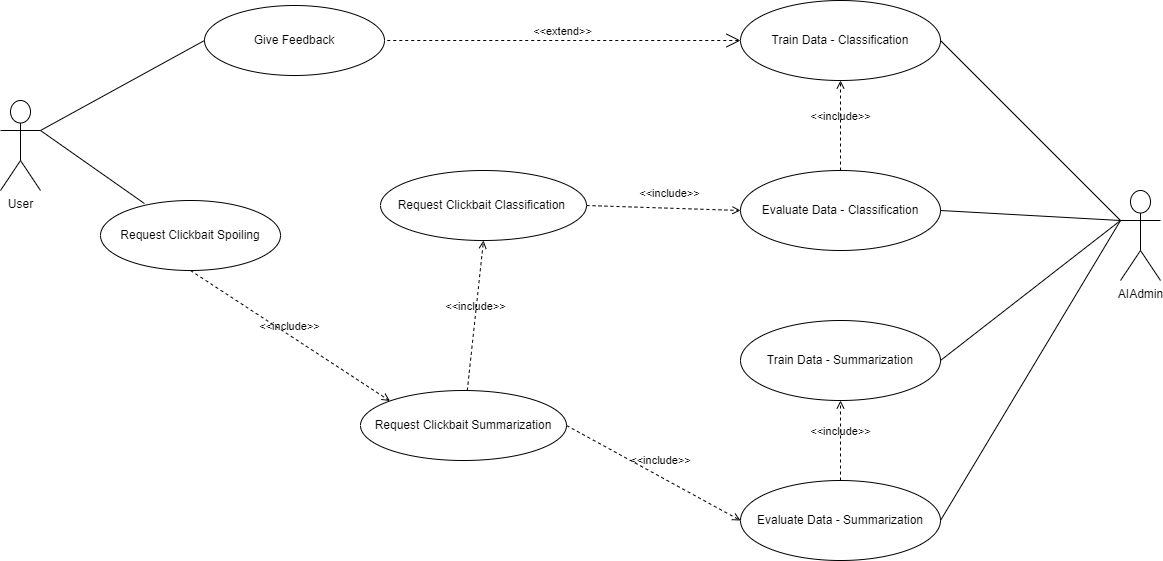 Give Feedback
<<extend>>
Train Data - Classification
<<include>>
User
Request Clickbait Classification
<<include>>
Evaluate Data - Classification
Request Clickbait Spoiling
AIAdmin
<<include>>
<<include>>
Train Data - Summarization
Request Clickbait Summarization
<<include>>
<<include>>
Evaluate Data - Summarization